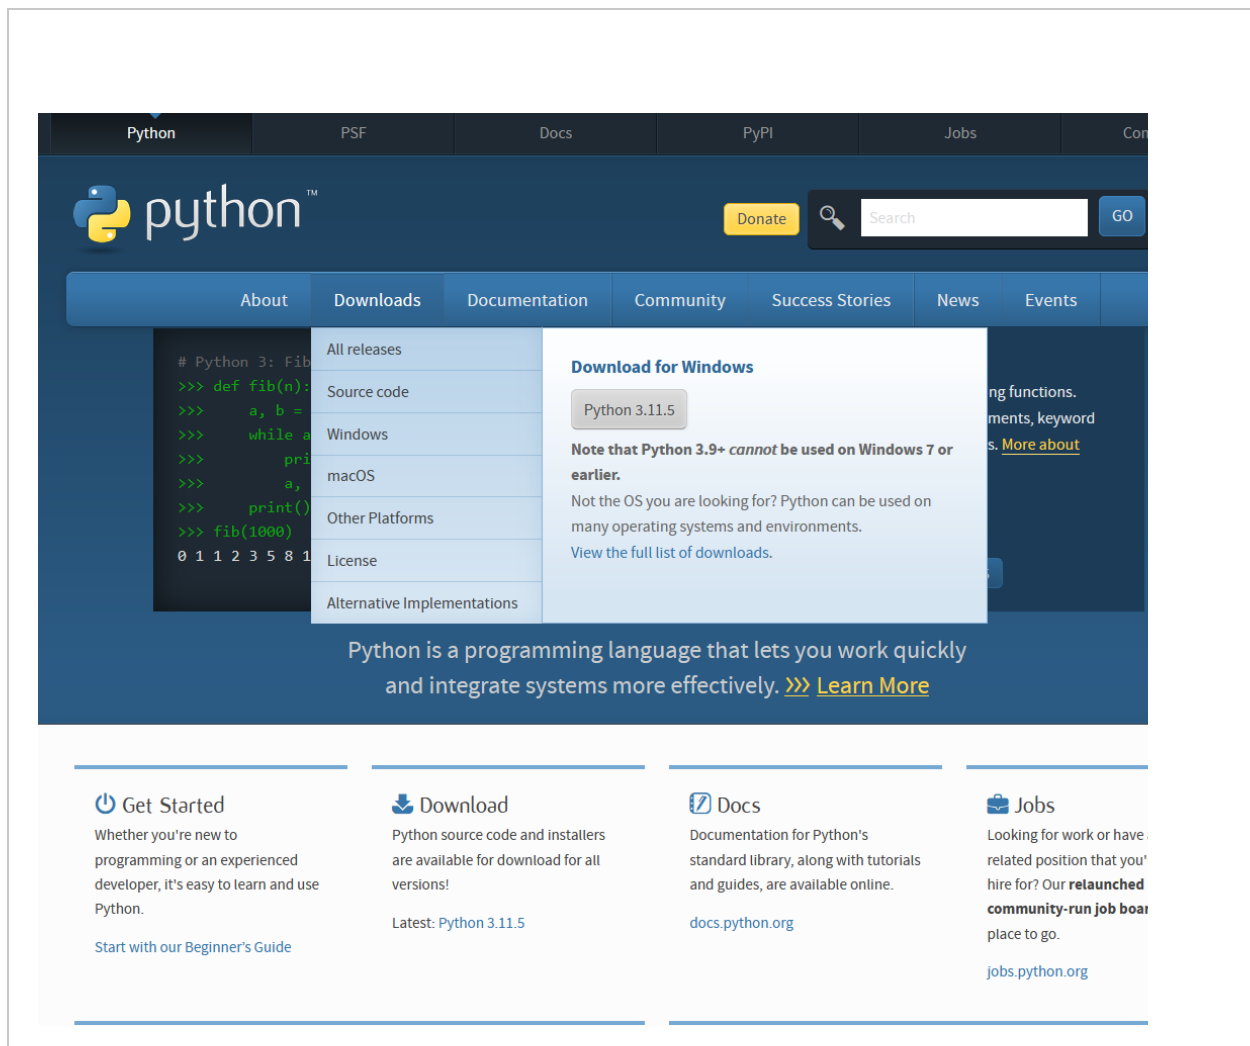 Python PSF Docs PyPI Jobs
python™
Donate Search GO
About Downloads Documentation Community Success Stories News Events
# Python 3: Fib
>>> def fib(n):
>>> a, b =
>>> while a
>>> pri
>>> a,
>>> print()
>>> fib(1000)
0 1 1 2 3 5 8 1
All releases
Source code
Windows
macOS
Other Platforms
License
Alternative Implementations
Download for Windows
Python 3.11.5
Note that Python 3.9+ cannot be used on Windows 7 or
earlier.
Not the OS you are looking for? Python can be used on
many operating systems and environments.
View the full list of downloads.
ng functions.
ments, keyword
s. More about
Python is a programming language that lets you work quickly
and integrate systems more effectively. >>> Learn More
Get Started
Whether you're new to
programming or an experienced
developer, it's easy to learn and use
Python.
Start with our Beginner's Guide
Download
Python source code and installers
are available for download for all
versions!
Latest: Python 3.11.5
Docs
Documentation for Python's
standard library, along with tutorials
and guides, are available online.
docs.python.org
Jobs
Looking for work or have
related position that you'
hire for? Our relaunched
community-run job boar
place to go.
jobs.python.org